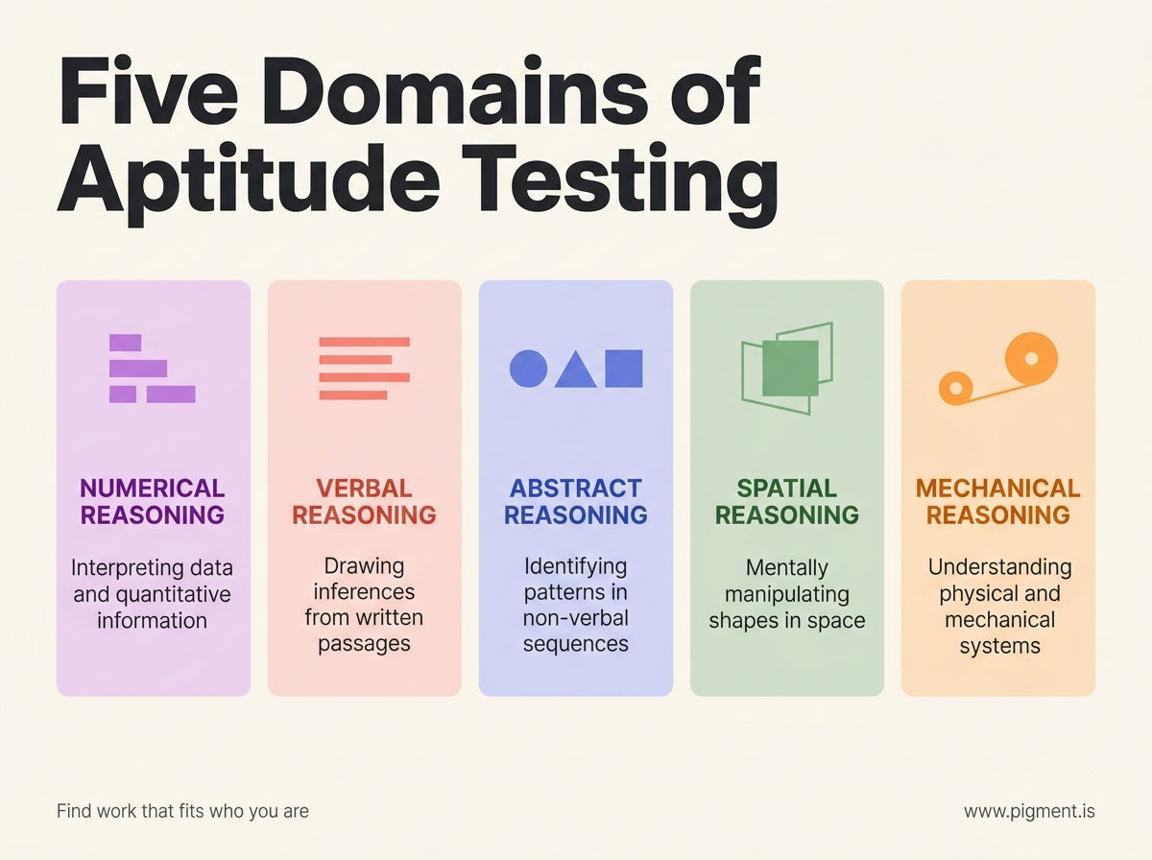 Five Domains of
Aptitude Testing
NUMERICAL
REASONING
Interpreting data
and quantitative
information
VERBAL
REASONING
Drawing
inferences
from written
passages
ABSTRACT
REASONING
Identifying
patterns in
non-verbal
sequences
SPATIAL
REASONING
Mentally
manipulating
shapes in space
MECHANICAL
REASONING
Understanding
physical and
mechanical
systems
Find work that fits who you are
www.pigment.is